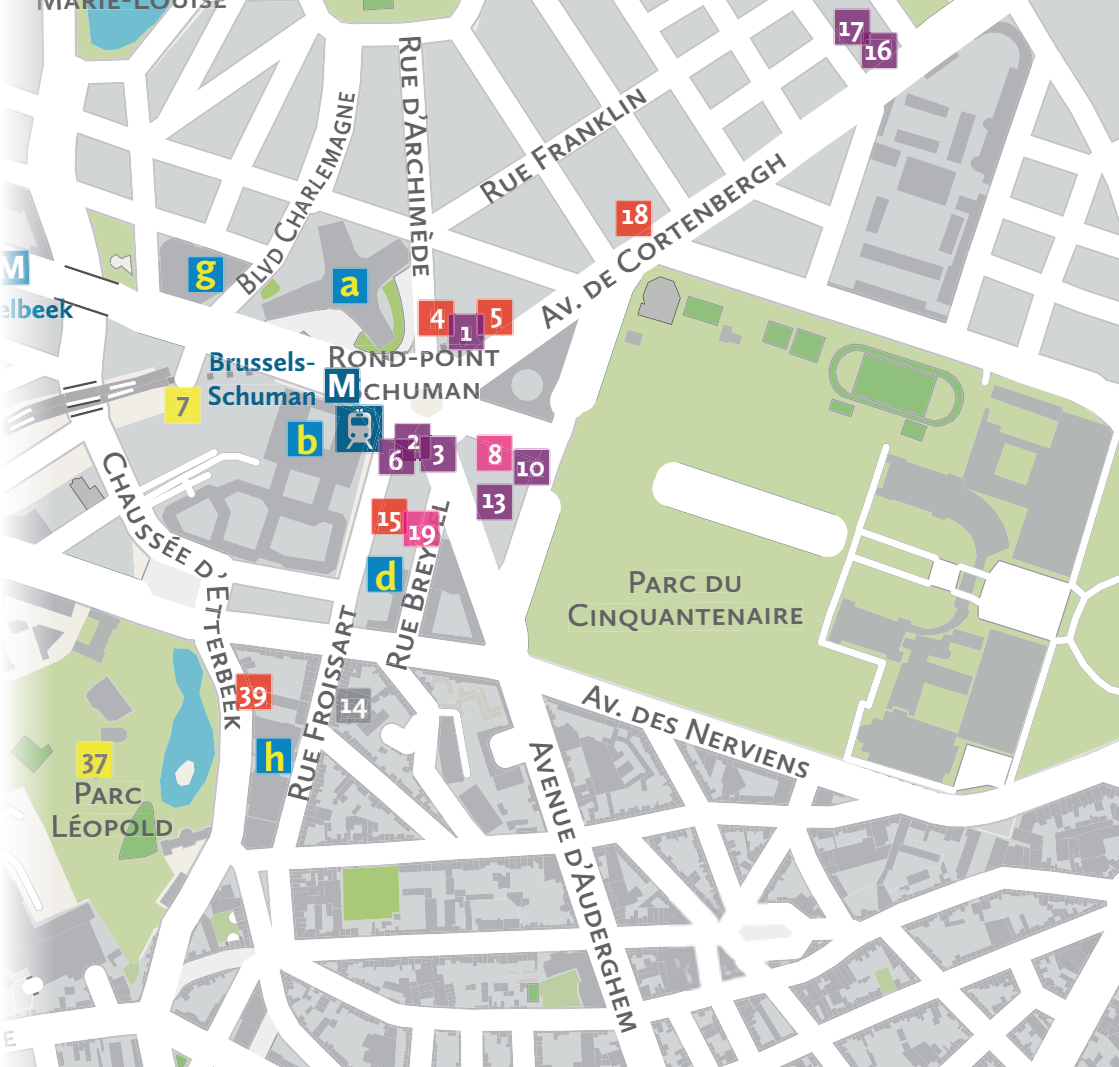 Marie-Louise
17
16
Rue d'Archimède
Blvd Charlemagne
Rue Franklin
Av. de Cortenbergh
18
M
elbeek
g
a
4
1
5
Brussels-
Schuman
M
Rond-point
Schuman
7
b
2
6
3
8
10
13
15
19
d
Chaussée d'Etterbeek
Rue Breydel
Rue Froissart
Parc du
Cinquantenaire
39
14
h
37
Parc
Léopold
Av. des Nerviens
Avenue d'Auderghem
E